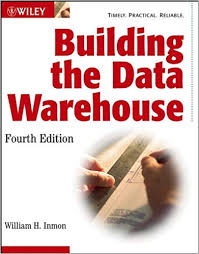 WILEY
TIMELY. PRACTICAL. RELIABLE.
Building
the Data
Warehouse
Fourth Edition
William H. Inmon